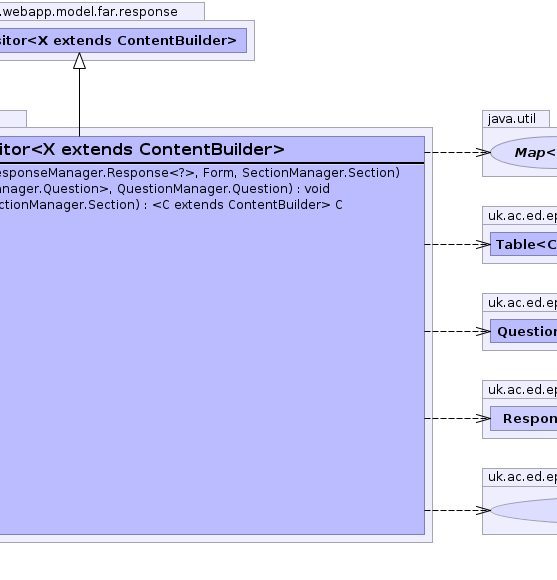 .webapp.model.far.response
sitor<X extends ContentBuilder>
java.util
Map<
itor<X extends ContentBuilder>
esponseManager.Response<?>, Form, SectionManager.Section)
anager.Question>, QuestionManager.Question) : void
ctionManager.Section) : <C extends ContentBuilder> C
uk.ac.ed.ep
Table<C
uk.ac.ed.ep
Question
uk.ac.ed.ep
Respon
uk.ac.ed.ep